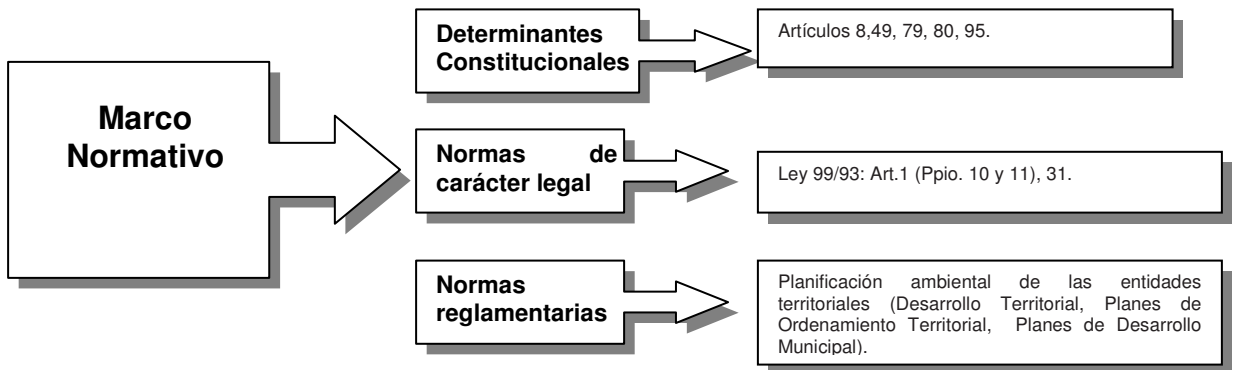 Marco
Normativo
Determinantes
Constitucionales
Artículos 8,49, 79, 80, 95.
Normas de
carácter legal
Ley 99/93: Art.1 (Ppio. 10 y 11), 31.
Normas
reglamentarias
Planificación ambiental de las entidades
territoriales (Desarrollo Territorial, Planes de
Ordenamiento Territorial, Planes de Desarrollo
Municipal).